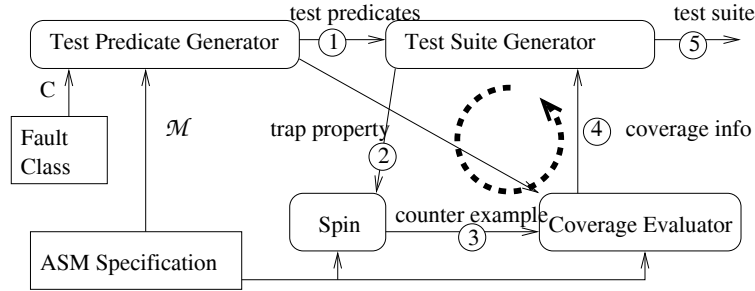 test predicates
test suite
Test Predicate Generator
1
Test Suite Generator
5
C
ℳ
trap property
2
4
coverage info
Fault
Class
Spin
counter example
3
Coverage Evaluator
ASM Specification